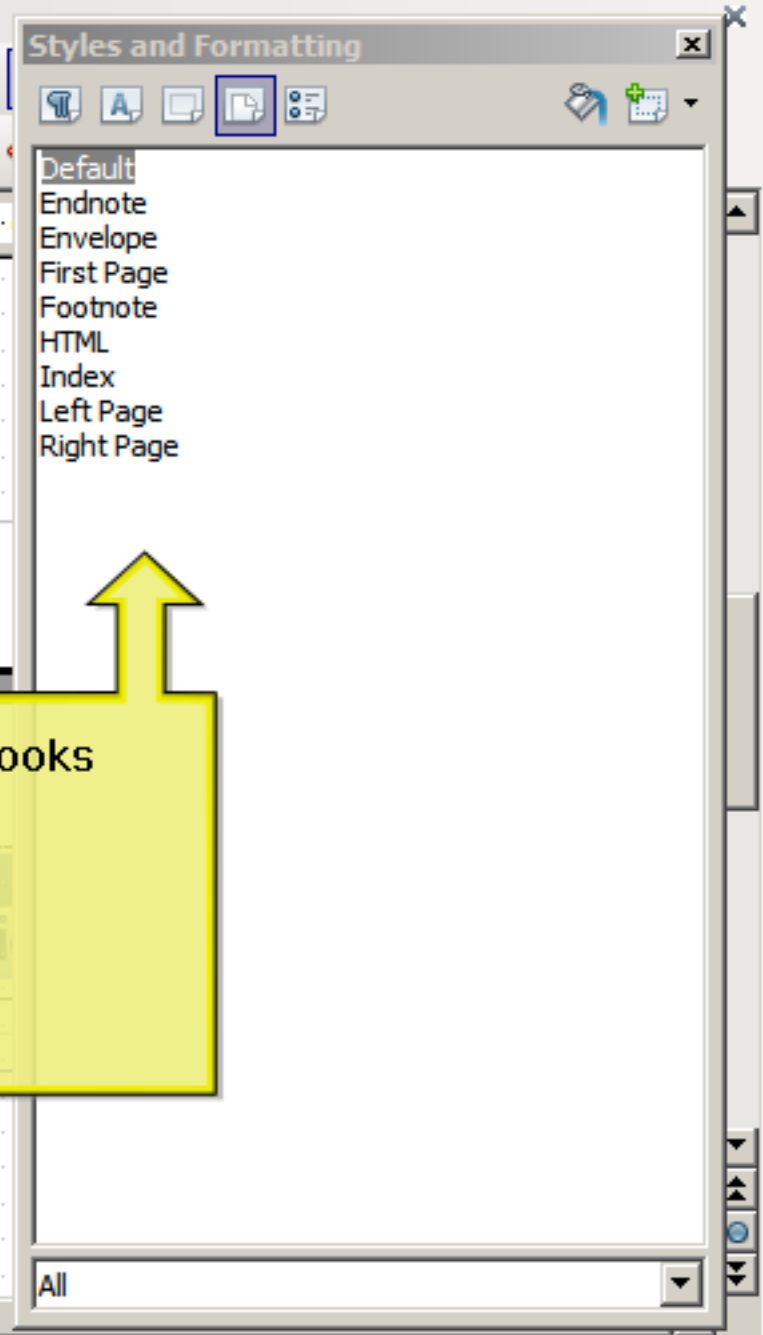 Styles and Formatting
Default
Endnote
Envelope
First Page
Footnote
HTML
Index
Left Page
Right Page
ooks
All